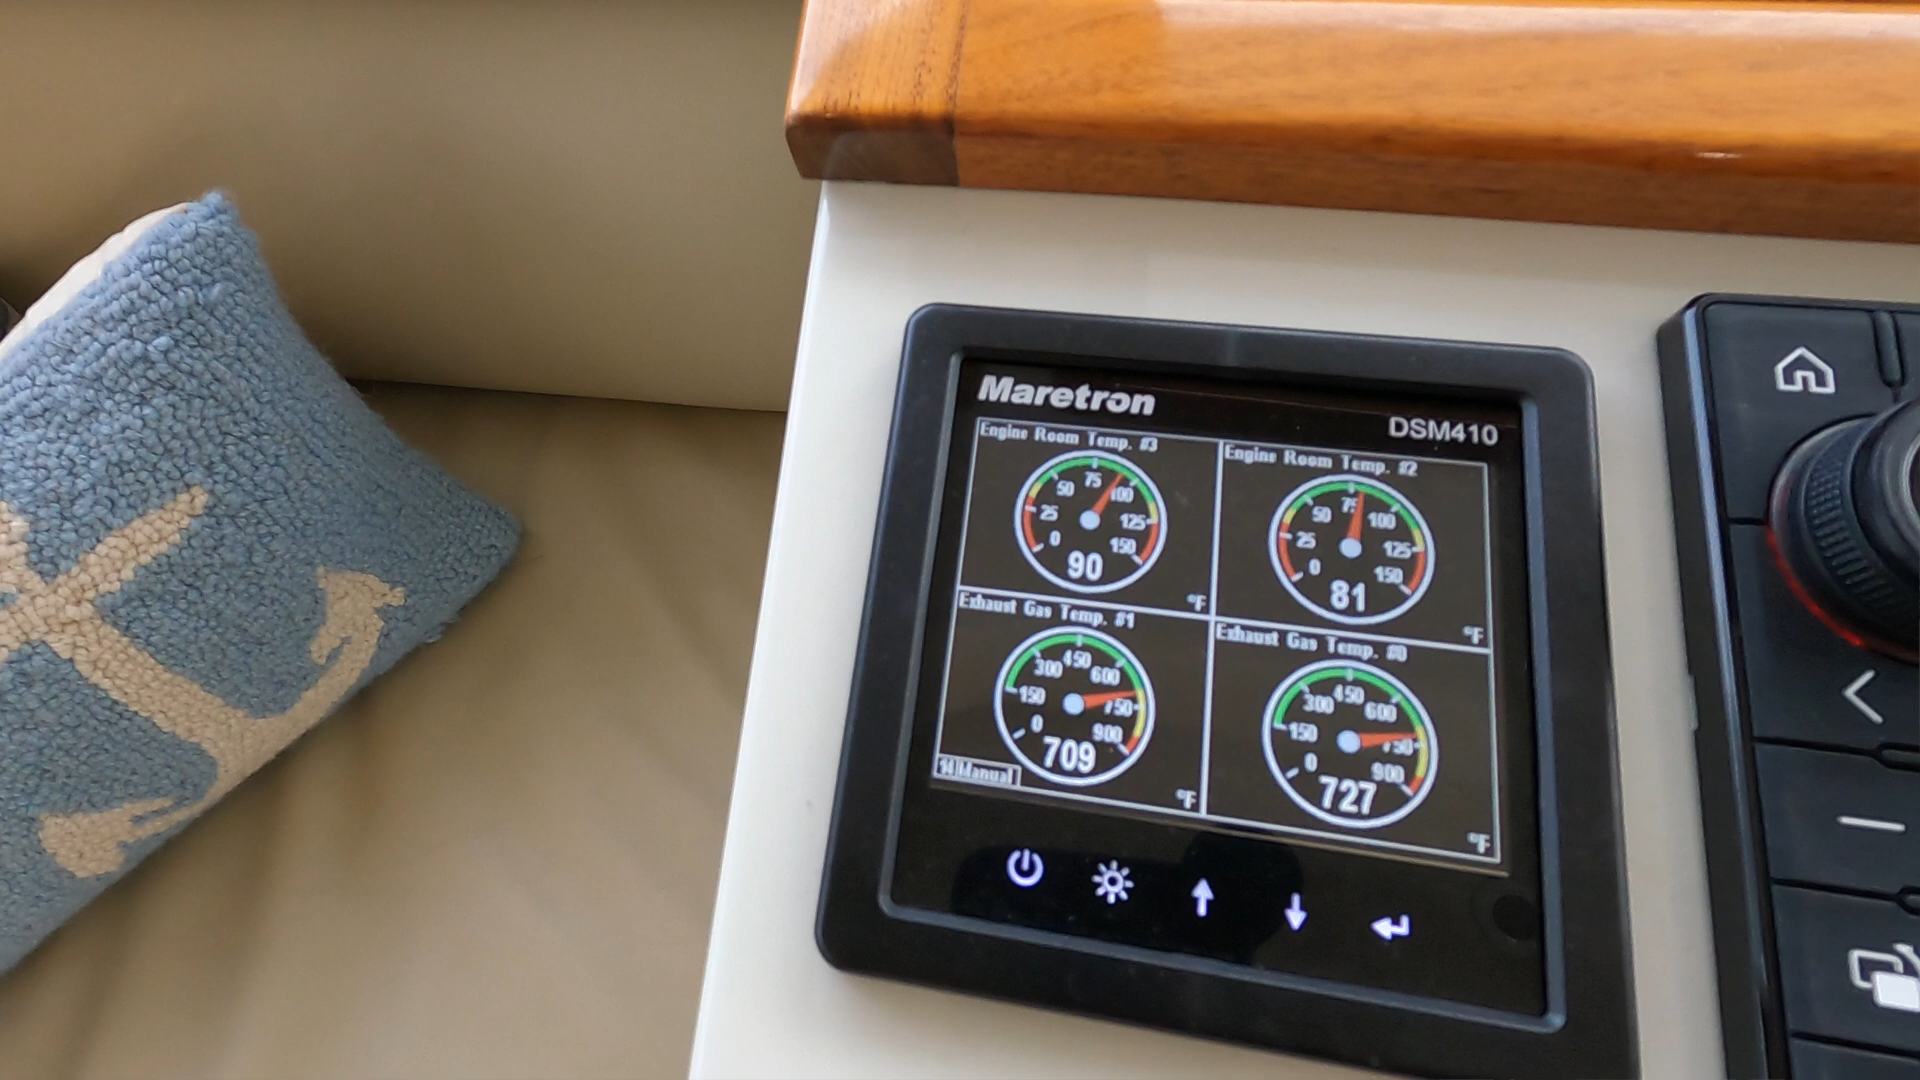 Maretron
DSM410
Engine Room Temp. #3
0 25 50 75 100 125 150
90
°F
Engine Room Temp. #2
0 25 50 75 100 125 150
81
°F
Exhaust Gas Temp. #1
0 150 300 450 600 750 900
709
°F
Exhaust Gas Temp. #0
0 150 300 450 600 750 900
727
°F
Manual